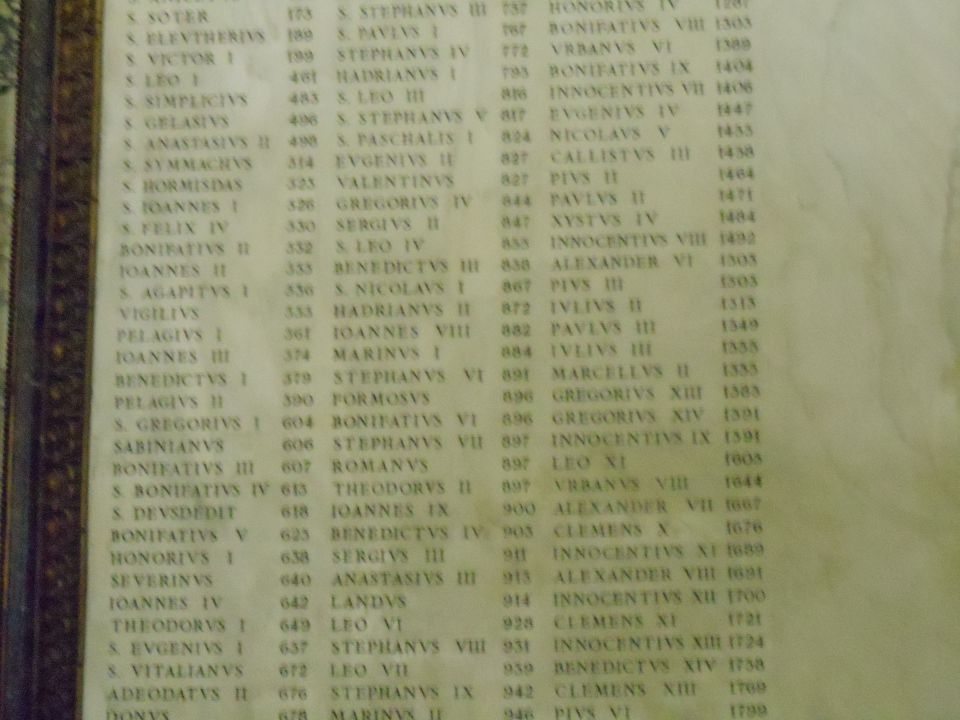 S. SOTER 175
S. ELEVTHERIVS 189
S. VICTOR I 199
S. LEO I 461
S. SIMPLICIVS 483
S. GELASIVS 496
S. ANASTASIVS II 498
S. SYMMACHVS 514
S. HORMISDAS 523
S. IOANNES I 526
S. FELIX IV 530
BONIFATIVS II 532
IOANNES II 535
S. AGAPITVS I 536
VIGILIVS 555
PELAGIVS I 561
IOANNES III 574
BENEDICTVS I 579
PELAGIVS II 590
S. GREGORIVS I 604
SABINIANVS 606
BONIFATIVS III 607
S. BONIFATIVS IV 615
S. DEVSDEDIT 618
BONIFATIVS V 625
HONORIVS I 638
SEVERINVS 640
IOANNES IV 642
THEODORVS I 649
S. EVGENIVS I 657
S. VITALIANVS 672
ADEODATVS II 676
DONVS 678
S. STEPHANVS III 757
S. PAVLVS I 767
STEPHANVS IV 772
HADRIANVS I 795
S. LEO III 816
S. STEPHANVS V 817
S. PASCHALIS I 824
EVGENIVS II 827
VALENTINVS 827
GREGORIVS IV 844
SERGIVS II 847
S. LEO IV 855
BENEDICTVS III 858
S. NICOLAVS I 867
HADRIANVS II 872
IOANNES VIII 882
MARINVS I 884
STEPHANVS VI 891
FORMOSVS 896
BONIFATIVS VI 896
STEPHANVS VII 897
ROMANVS 897
THEODORVS II 897
IOANNES IX 900
BENEDICTVS IV 903
SERGIVS III 911
ANASTASIVS III 913
LANDVS 914
LEO VI 928
STEPHANVS VIII 931
LEO VII 939
STEPHANVS IX 942
MARINVS II 946
HONORIVS IV 1287
BONIFATIVS VIII 1303
VRBANVS VI 1389
BONIFATIVS IX 1404
INNOCENTIVS VII 1406
EVGENIVS IV 1447
NICOLAVS V 1455
CALLISTVS III 1458
PIVS II 1464
PAVLVS II 1471
XYSTVS IV 1484
INNOCENTIVS VIII 1492
ALEXANDER VI 1503
PIVS III 1503
IVLIVS II 1513
PAVLVS III 1549
IVLIVS III 1555
MARCELLVS II 1555
GREGORIVS XIII 1585
GREGORIVS XIV 1591
INNOCENTIVS IX 1591
LEO XI 1605
VRBANVS VIII 1644
ALEXANDER VII 1667
CLEMENS X 1676
INNOCENTIVS XI 1689
ALEXANDER VIII 1691
INNOCENTIVS XII 1700
CLEMENS XI 1721
INNOCENTIVS XIII 1724
BENEDICTVS XIV 1758
CLEMENS XIII 1769
PIVS VI 1799